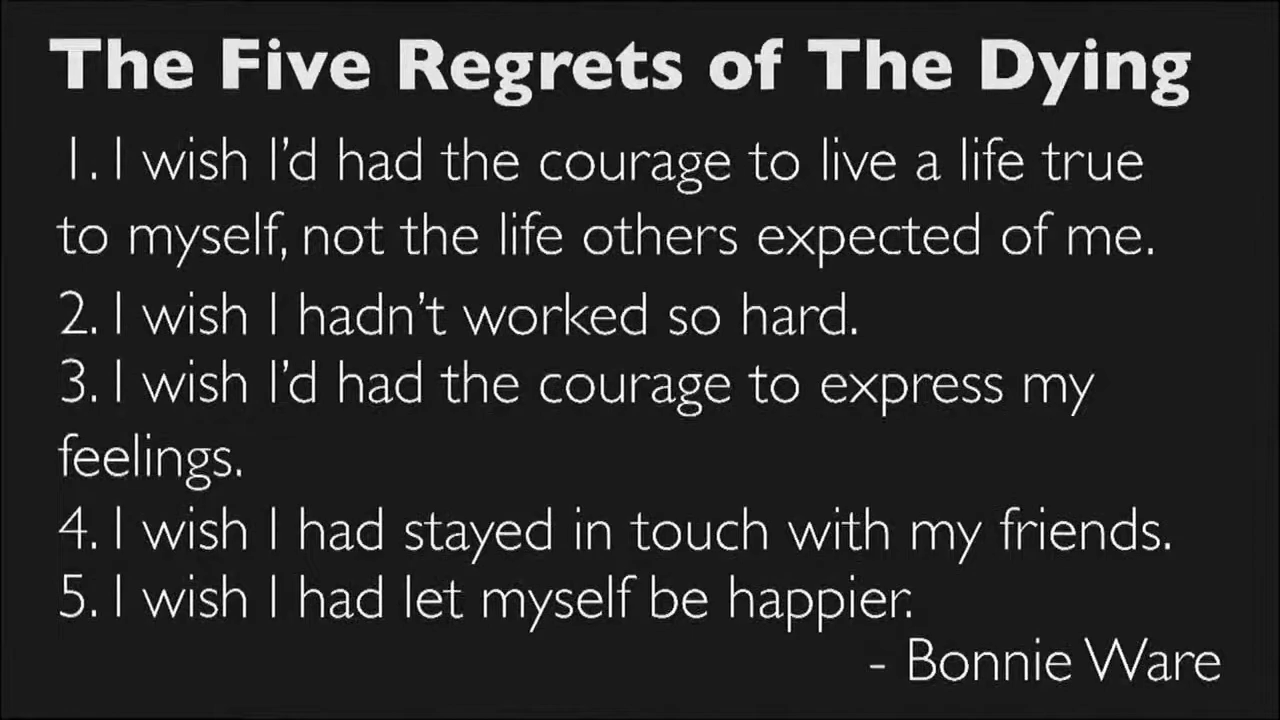 The Five Regrets of The Dying
1. I wish I’d had the courage to live a life true
to myself, not the life others expected of me.
2. I wish I hadn’t worked so hard.
3. I wish I’d had the courage to express my
feelings.
4. I wish I had stayed in touch with my friends.
5. I wish I had let myself be happier.
- Bonnie Ware